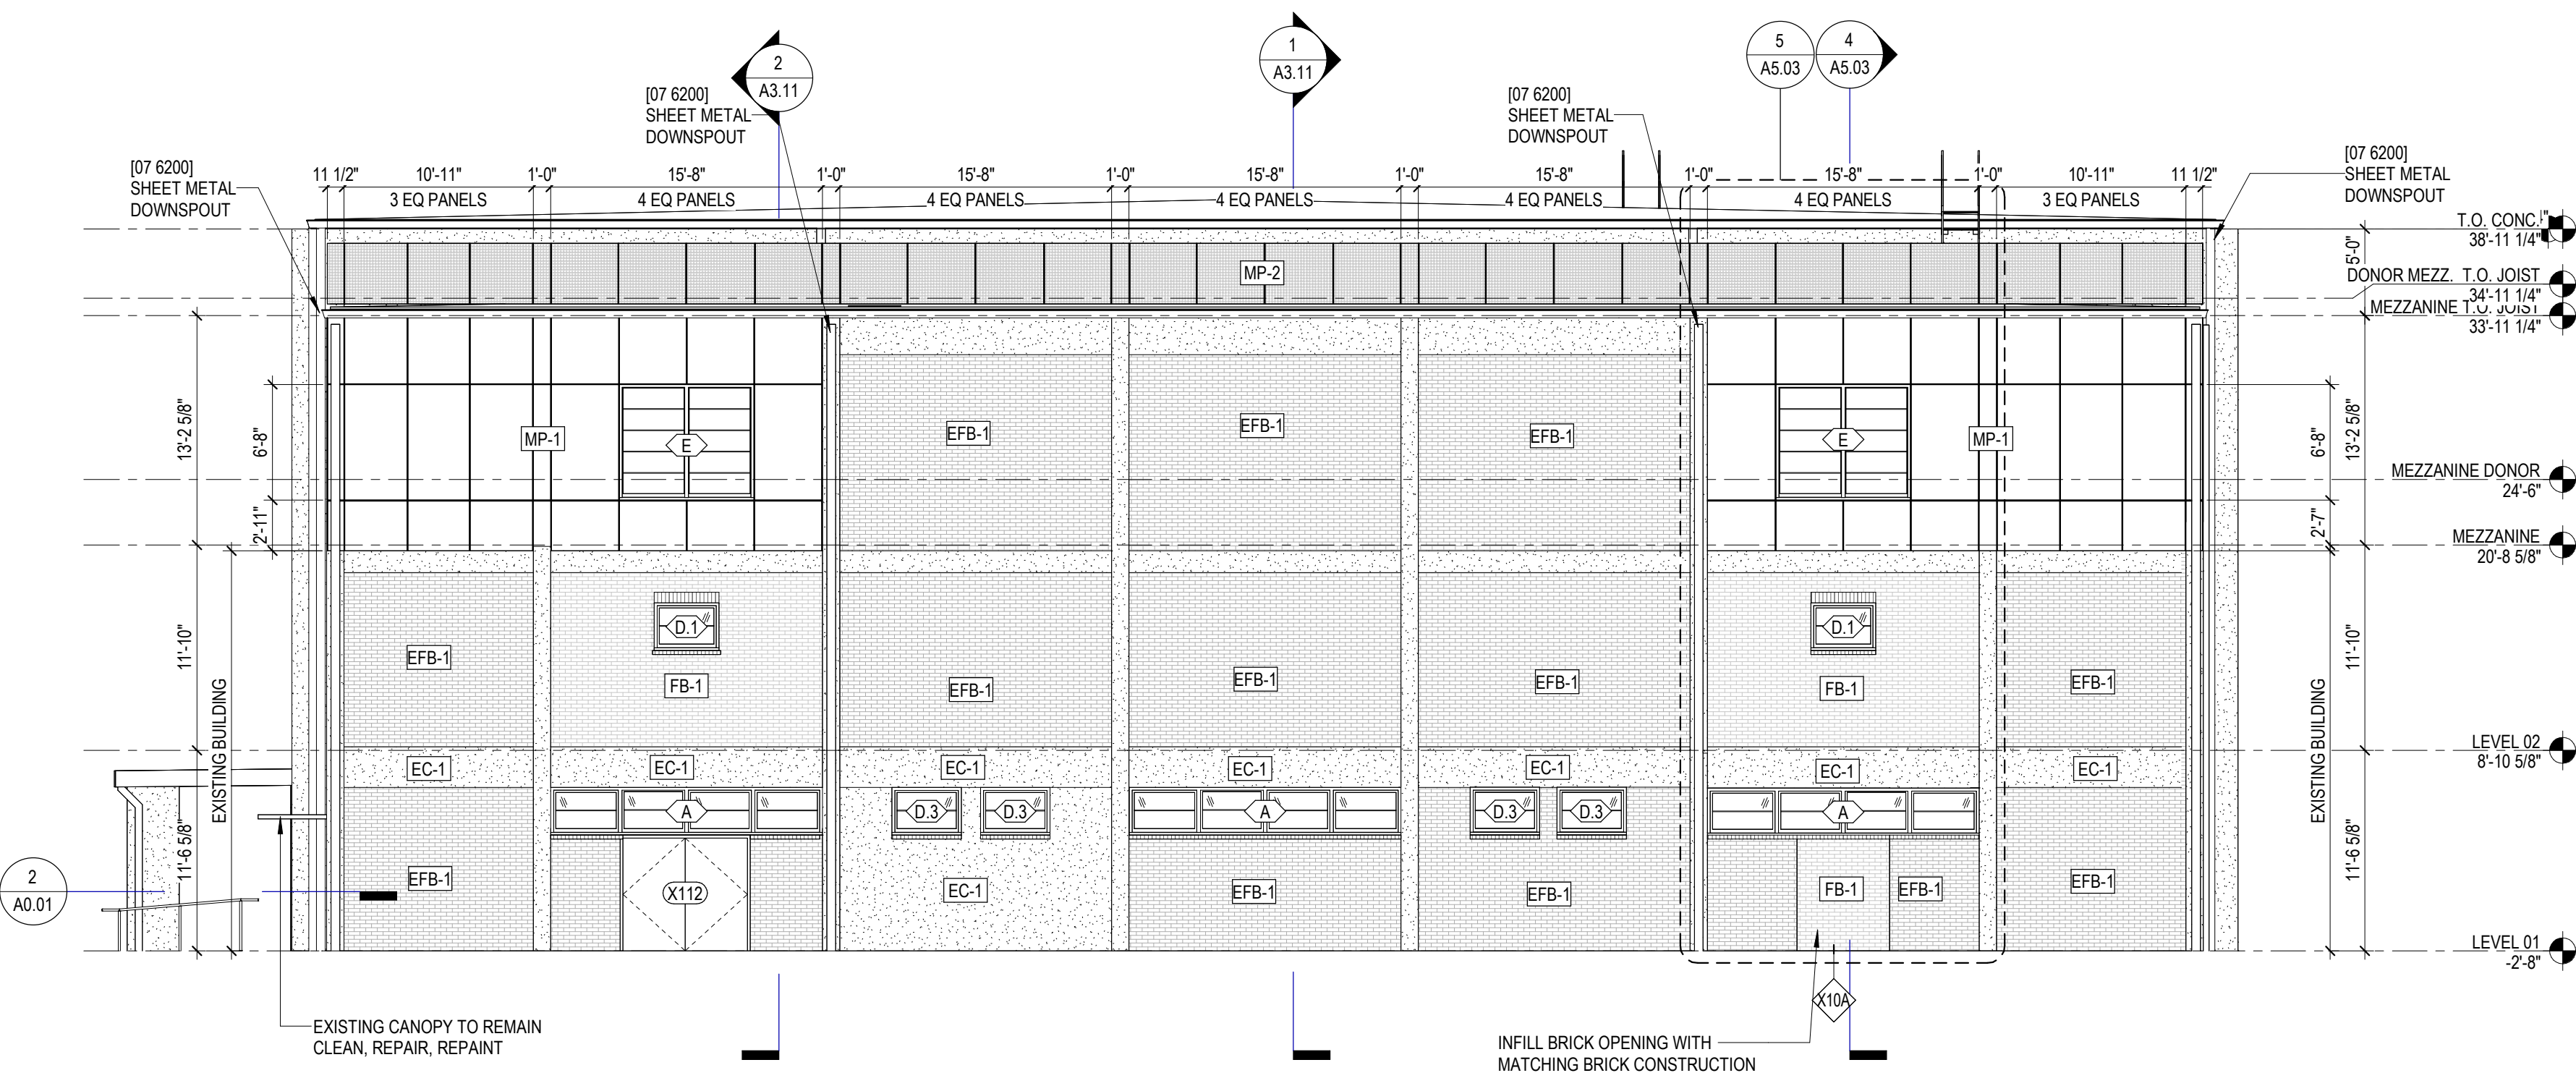 2
A3.11
1
A3.11
5
A5.03
4
A5.03
[07 6200]
SHEET METAL
DOWNSPOUT
[07 6200]
SHEET METAL
DOWNSPOUT
[07 6200]
SHEET METAL
DOWNSPOUT
[07 6200]
SHEET METAL
DOWNSPOUT
11 1/2" 10'-11" 1'-0" 15'-8" 1'-0" 15'-8" 1'-0" 15'-8" 1'-0" 15'-8" 1'-0" 15'-8" 1'-0" 10'-11" 11 1/2"
3 EQ PANELS 4 EQ PANELS 4 EQ PANELS 4 EQ PANELS 4 EQ PANELS 4 EQ PANELS 3 EQ PANELS
T.O. CONC.
38'-11 1/4"
5'-0"
DONOR MEZZ. T.O. JOIST
34'-11 1/4"
MEZZANINE T.O. JOIST
33'-11 1/4"
MP-2
13'-2 5/8"
6'-8"
2'-11"
MP-1
E
EFB-1
EFB-1
EFB-1
E
MP-1
6'-8"
13'-2 5/8"
2'-7"
MEZZANINE DONOR
24'-6"
MEZZANINE
20'-8 5/8"
11'-10"
EXISTING BUILDING
EFB-1
D.1
FB-1
EFB-1
EFB-1
EFB-1
D.1
FB-1
EFB-1
11'-10"
EXISTING BUILDING
LEVEL 02
8'-10 5/8"
EC-1 EC-1 EC-1 EC-1 EC-1 EC-1 EC-1
A D.3 D.3 A D.3 D.3 A
11'-6 5/8"
11'-6 5/8"
2
A0.01
EFB-1 X112 EC-1 EFB-1 EFB-1 FB-1 EFB-1 EFB-1
LEVEL 01
-2'-8"
X10A
EXISTING CANOPY TO REMAIN
CLEAN, REPAIR, REPAINT
INFILL BRICK OPENING WITH
MATCHING BRICK CONSTRUCTION